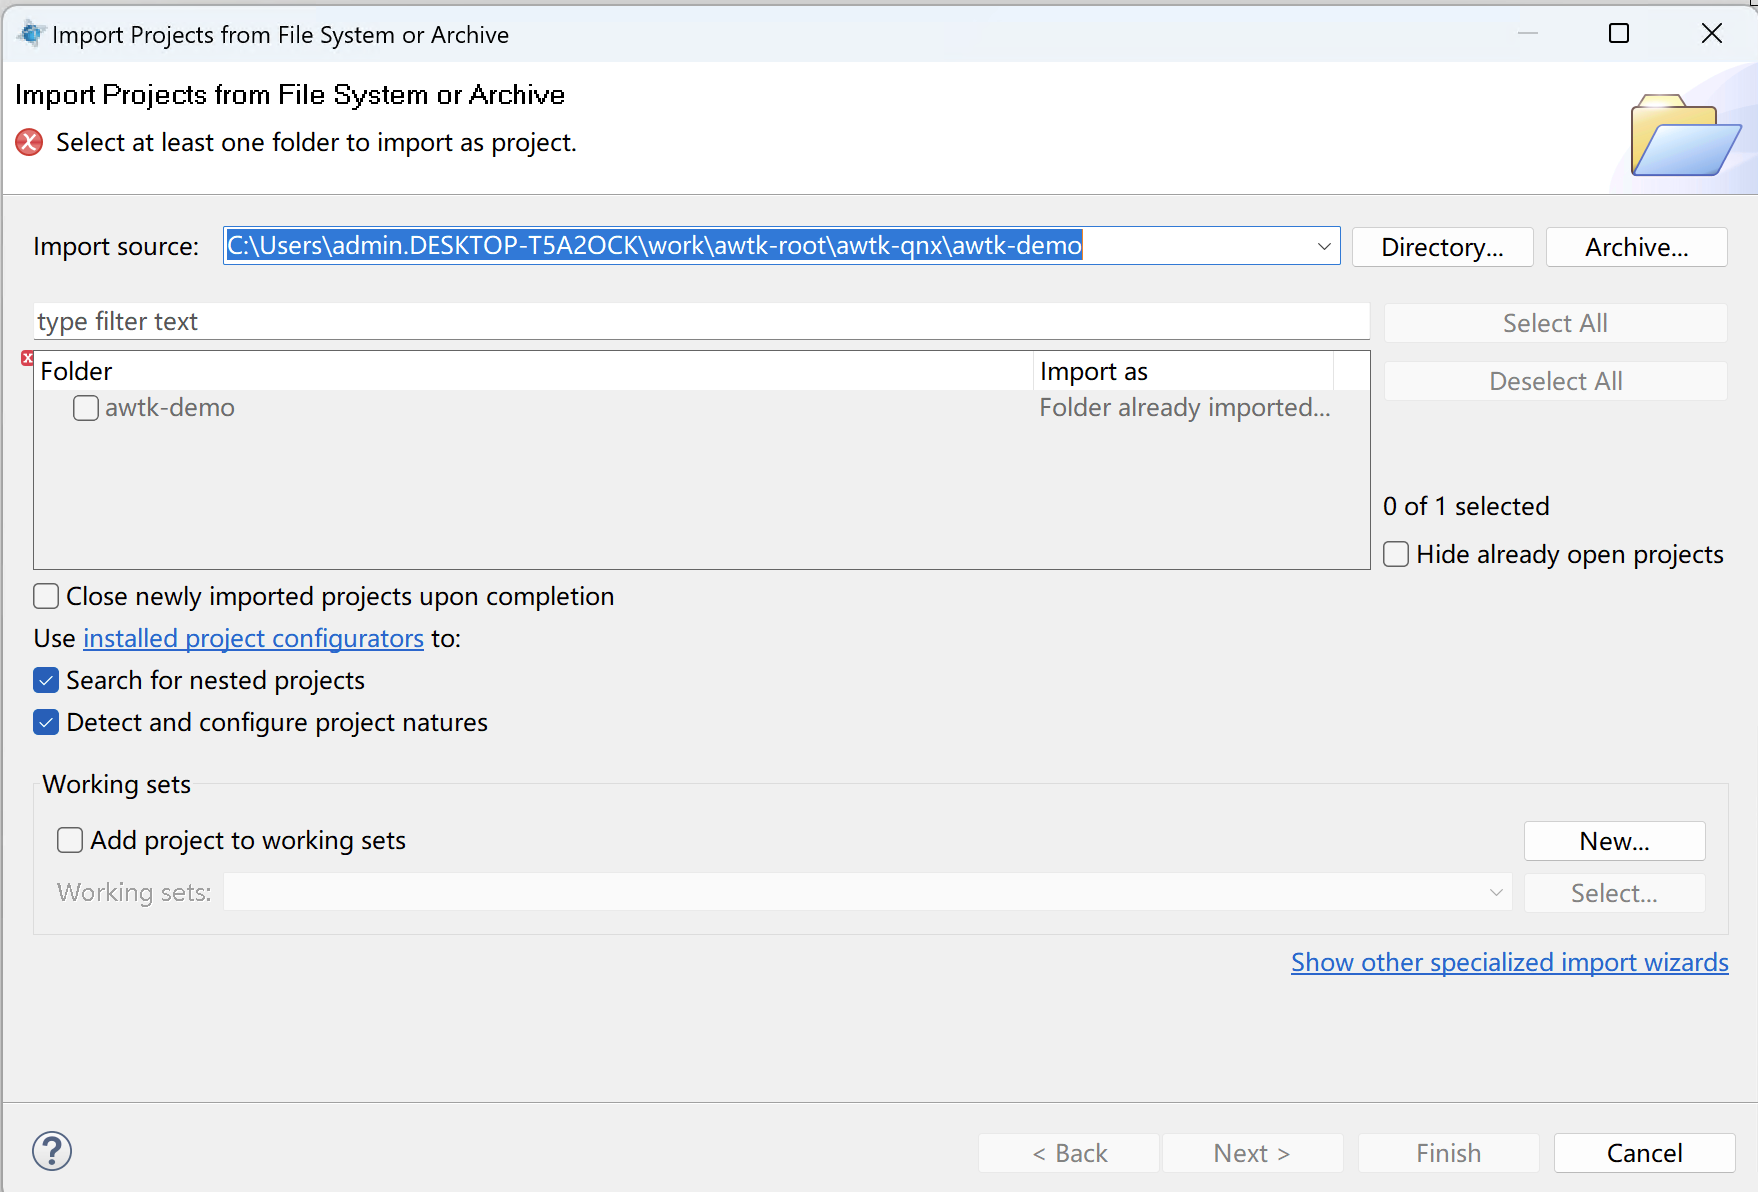 Import Projects from File System or Archive
Import Projects from File System or Archive
Select at least one folder to import as project.
Import source: C:\Users\admin.DESKTOP-T5A2OCK\work\awtk-root\awtk-qnx\awtk-demo Directory... Archive...
type filter text Select All
Folder Import as Deselect All
awtk-demo Folder already imported...
0 of 1 selected
Hide already open projects
Close newly imported projects upon completion
Use installed project configurators to:
Search for nested projects
Detect and configure project natures
Working sets
Add project to working sets New...
Working sets: Select...
Show other specialized import wizards
? < Back Next > Finish Cancel